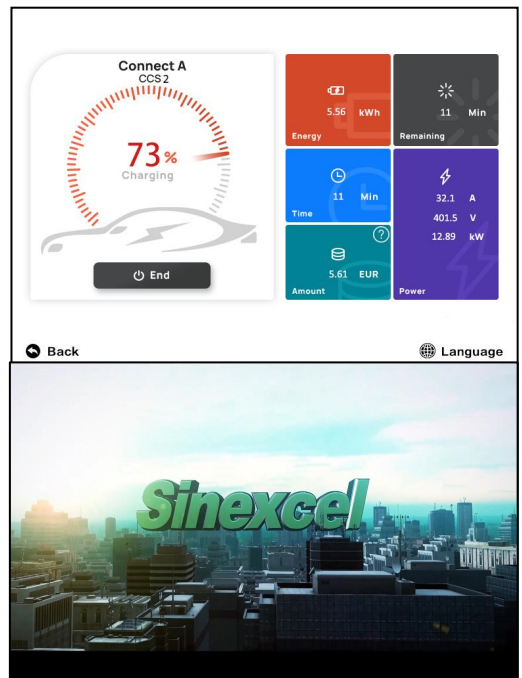 Connect A
CCS2
73%
Charging
End
5.56 kWh
Energy
11 Min
Remaining
11 Min
Time
32.1 A
401.5 V
12.89 kW
Power
?
5.61 EUR
Amount
Back
Language
Sinexcel